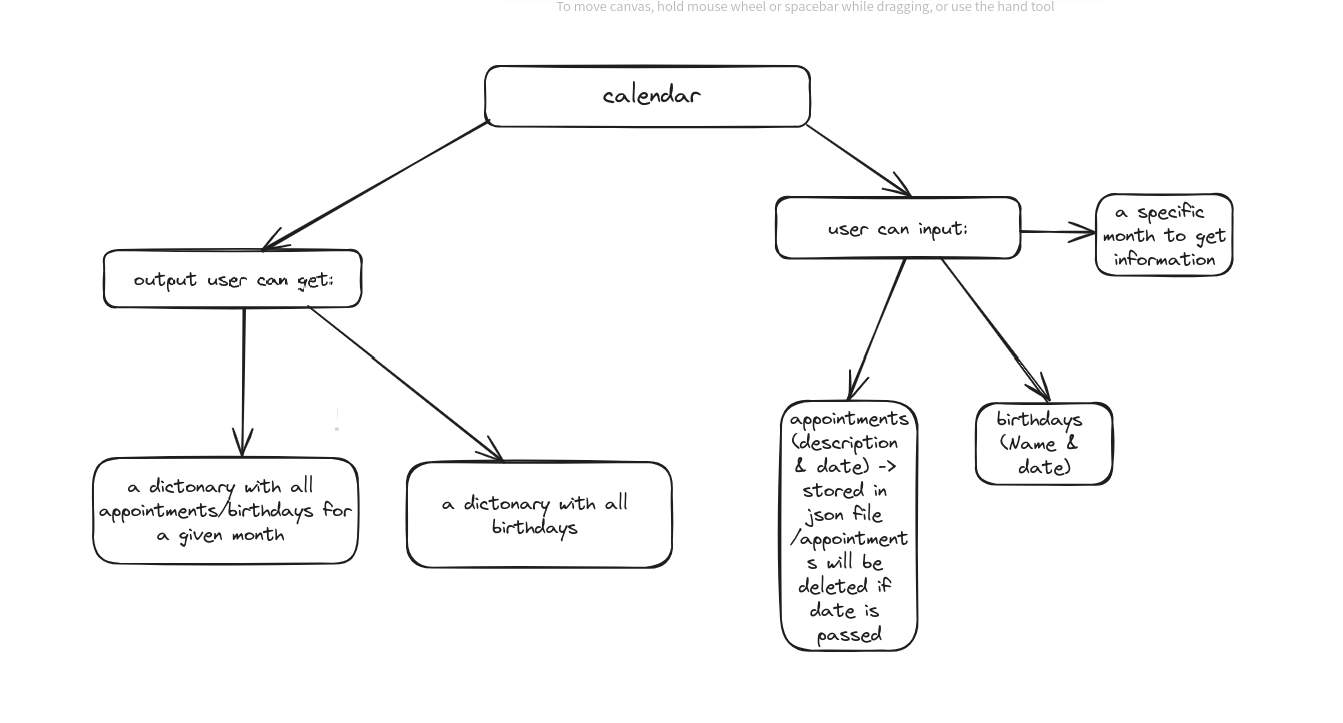 To move canvas, hold mouse wheel or spacebar while dragging, or use the hand tool
calendar
output user can get:
a dictonary with all
appointments/birthdays for
a given month
a dictonary with all
birthdays
user can input:
a specific
month to get
information
appointments
(description
& date) ->
stored in
json file
/appointment
s will be
deleted if
date is
passed
birthdays
(Name &
date)